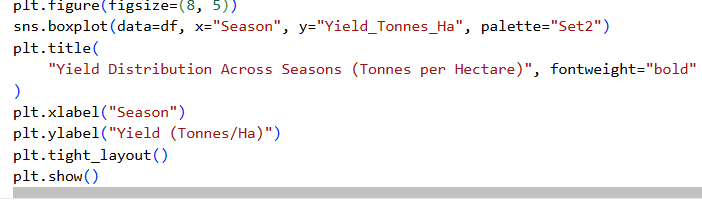 plt.figure(figsize=(8, 5))
sns.boxplot(data=df, x="Season", y="Yield_Tonnes_Ha", palette="Set2")
plt.title(
    "Yield Distribution Across Seasons (Tonnes per Hectare)", fontweight="bold"
)
plt.xlabel("Season")
plt.ylabel("Yield (Tonnes/Ha)")
plt.tight_layout()
plt.show()